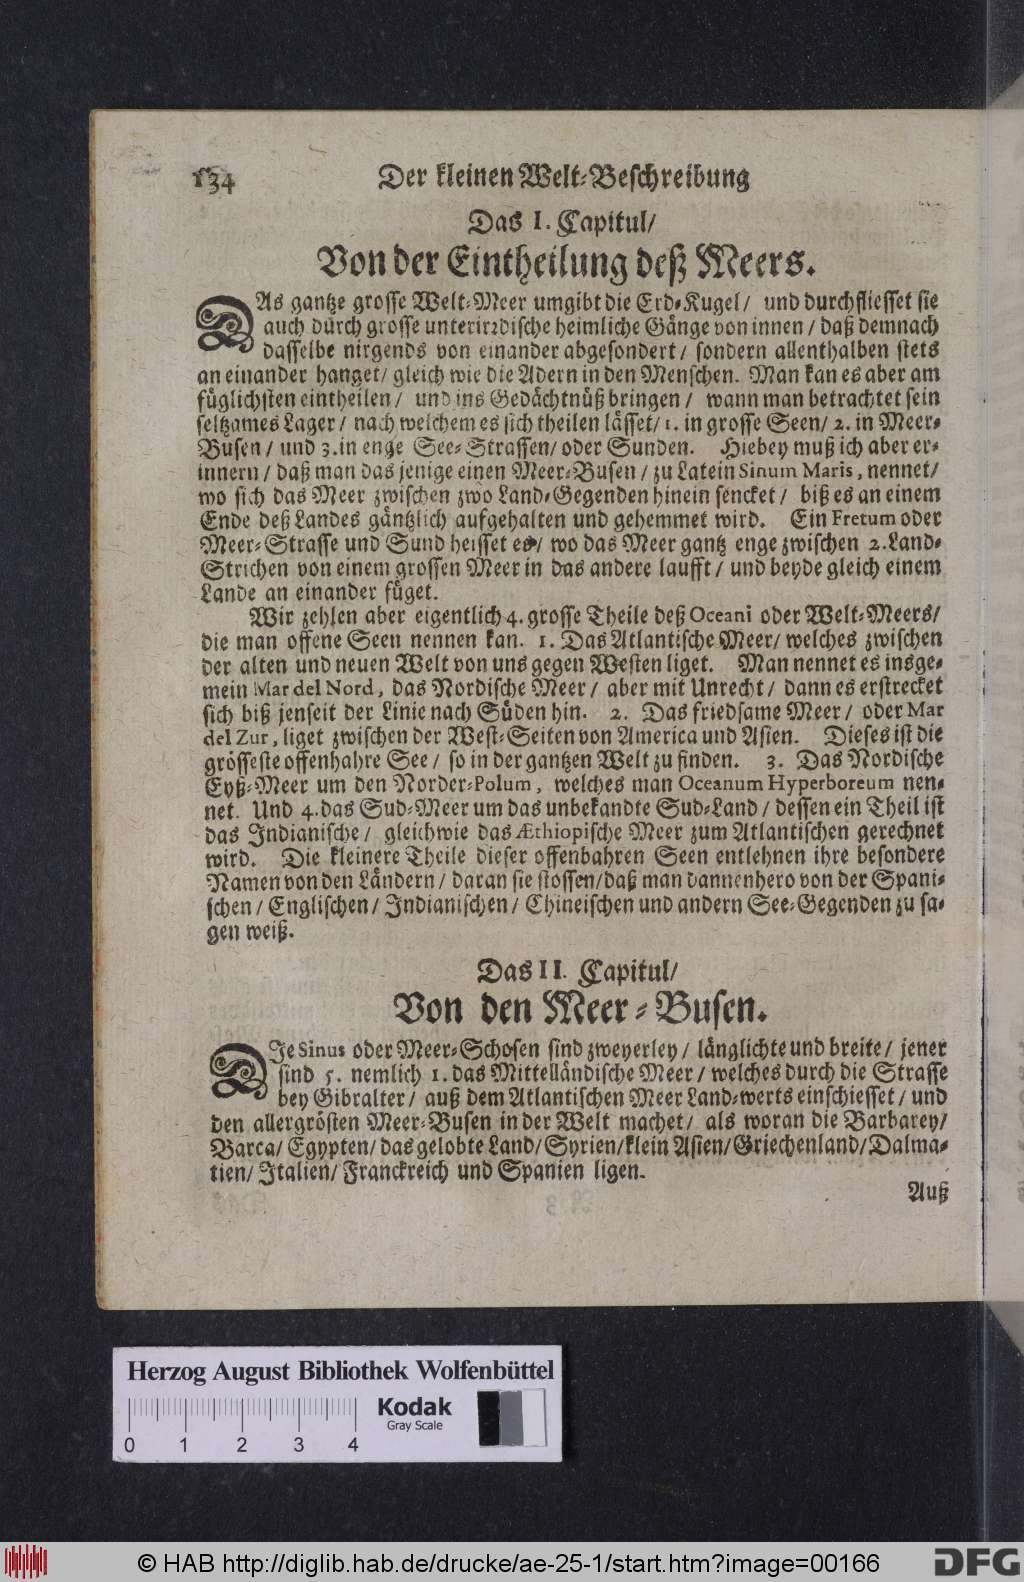 134 Der kleinen Welt-Beschreibung
Das I. Capitul/
Von der Eintheilung deß Meers.
DAs gantze grosse Welt-Meer umgibt die Erd-Kugel/ und durchfliesset sie
auch durch grosse unterirrdische heimliche Gänge von innen/ daß demnach
dasselbe nirgends von einander abgesondert/ sondern allenthalben stets
an einander hanget/ gleich wie die Adern in den Menschen. Man kan es aber am
füglichsten eintheilen/ und ins Gedächtnüß bringen/ wann man betrachtet sein
seltzames Lager/ nach welchem es sich theilen lässet/ 1. in grosse Seen/ 2. in Meer-
Busen/ und 3. in enge See-Strassen/ oder Sunden. Hiebey muß ich aber er-
innern/ daß man das jenige einen Meer-Busen/ zu Latein Sinum Maris, nennet/
wo sich das Meer zwischen zwo Land-Gegenden hinein sencket/ biß es an einem
Ende deß Landes gäntzlich aufgehalten und gehemmet wird. Ein Fretum oder
Meer-Strasse und Sund heisset es/ wo das Meer gantz enge zwischen 2. Land-
Strichen von einem grossen Meer in das andere laufft/ und beyde gleich einem
Lande an einander füget.
Wir zehlen aber eigentlich 4. grosse Theile deß Oceani oder Welt-Meers/
die man offene Seen nennen kan. 1. Das Atlantische Meer/ welches zwischen
der alten und neuen Welt von uns gegen Westen liget. Man nennet es insge-
mein Mar del Nord, das Nordische Meer/ aber mit Unrecht/ dann es erstrecket
sich biß jenseit der Linie nach Süden hin. 2. Das friedsame Meer/ oder Mar
del Zur, liget zwischen der West-Seiten von America und Asien. Dieses ist die
grösseste offenhahre See/ so in der gantzen Welt zu finden. 3. Das Nordische
Eyß-Meer um den Norder-Polum, welches man Oceanum Hyperboreum nen-
net. Und 4. das Sud-Meer um das unbekandte Sud-Land/ dessen ein Theil ist
das Indianische/ gleichwie das Æthiopische Meer zum Atlantischen gerechnet
wird. Die kleinere Theile dieser offenbahren Seen entlehnen ihre besondere
Namen von den Ländern/ daran sie stossen/ daß man dannenhero von der Spani-
schen/ Englischen/ Indianischen/ Chineischen und andern See-Gegenden zu sa-
gen weiß.
Das II. Capitul/
Von den Meer-Busen.
DIe Sinus oder Meer-Schosen sind zweyerley/ länglichte und breite/ jener
sind 5. nemlich 1. das Mittelländische Meer/ welches durch die Strasse
bey Gibralter/ auß dem Atlantischen Meer Land-werts einschiesset/ und
den allergrösten Meer-Busen in der Welt machet/ als woran die Barbarey/
Barca/ Egypten/ das gelobte Land/ Syrien/ klein Asien/ Griechenland/ Dalma-
tien/ Italien/ Franckreich und Spanien ligen.
Auß
Herzog August Bibliothek Wolfenbüttel
Kodak
Gray Scale
0 1 2 3 4
© HAB http://diglib.hab.de/drucke/ae-25-1/start.htm?image=00166
DFG